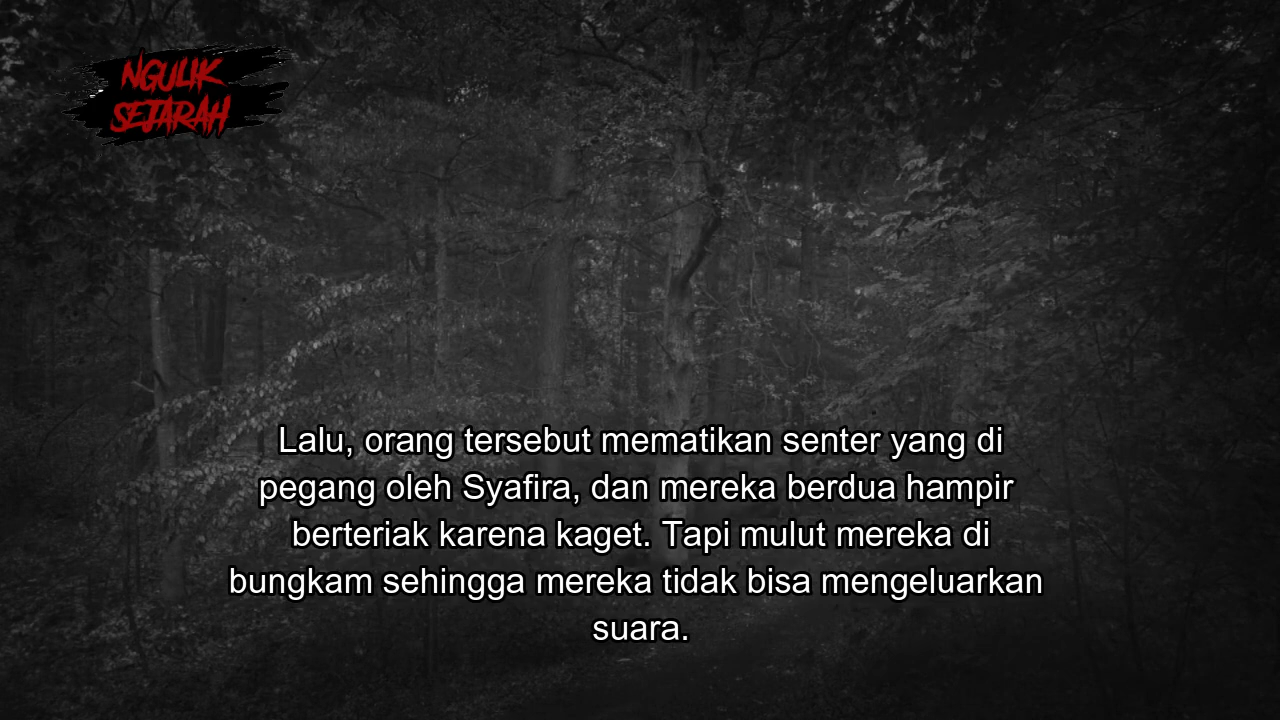 NGULIK
SEJARAH
Lalu, orang tersebut mematikan senter yang di
pegang oleh Syafira, dan mereka berdua hampir
berteriak karena kaget. Tapi mulut mereka di
bungkam sehingga mereka tidak bisa mengeluarkan
suara.